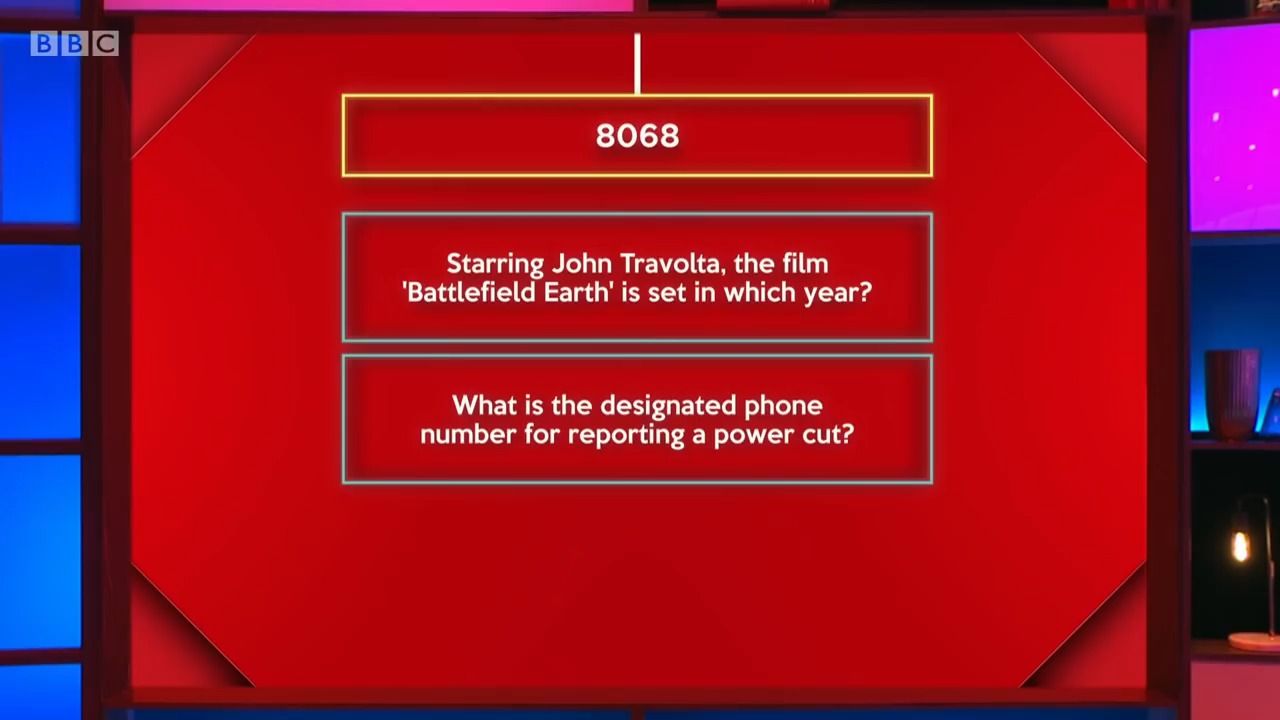 BBC
8068
Starring John Travolta, the film
'Battlefield Earth' is set in which year?
What is the designated phone
number for reporting a power cut?